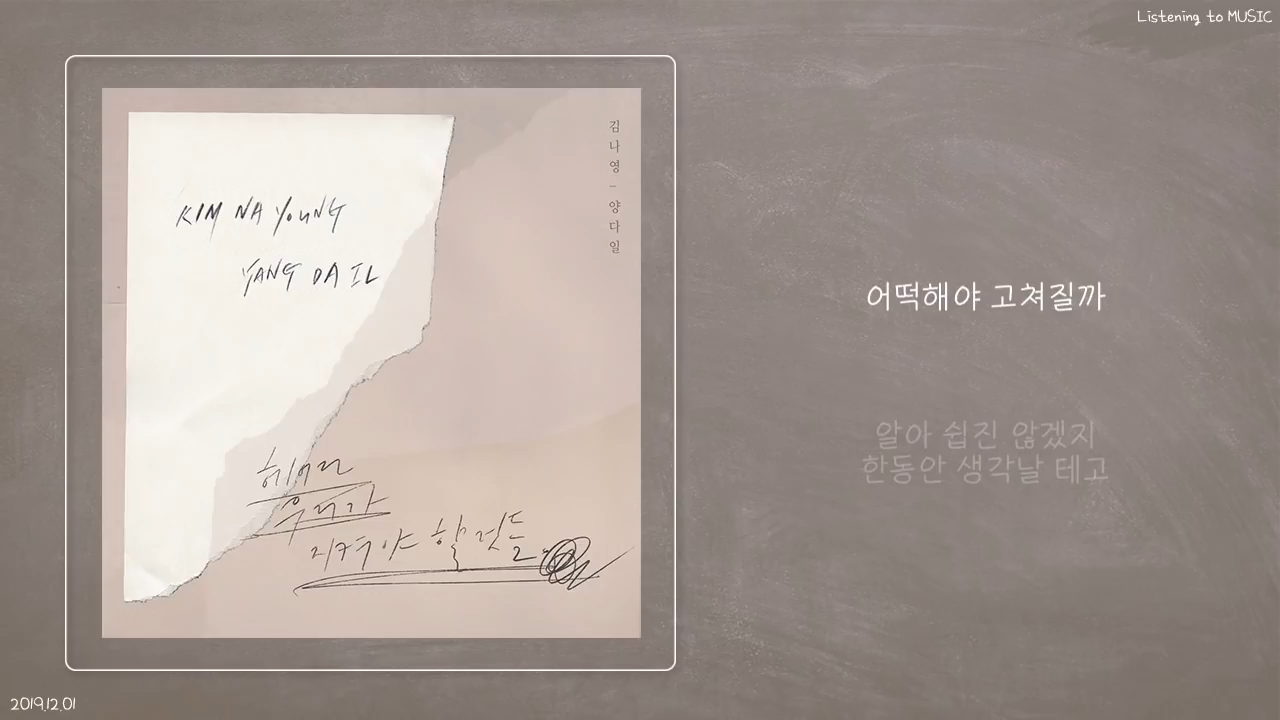 Listening to MUSIC
김나영 - 양다일
KIM NA YOUNG
YANG DA IL
헤어진
우리가
지켜야 할 것들
어떡해야 고쳐질까
알아 쉽진 않겠지
한동안 생각날 테고
2019.12.01